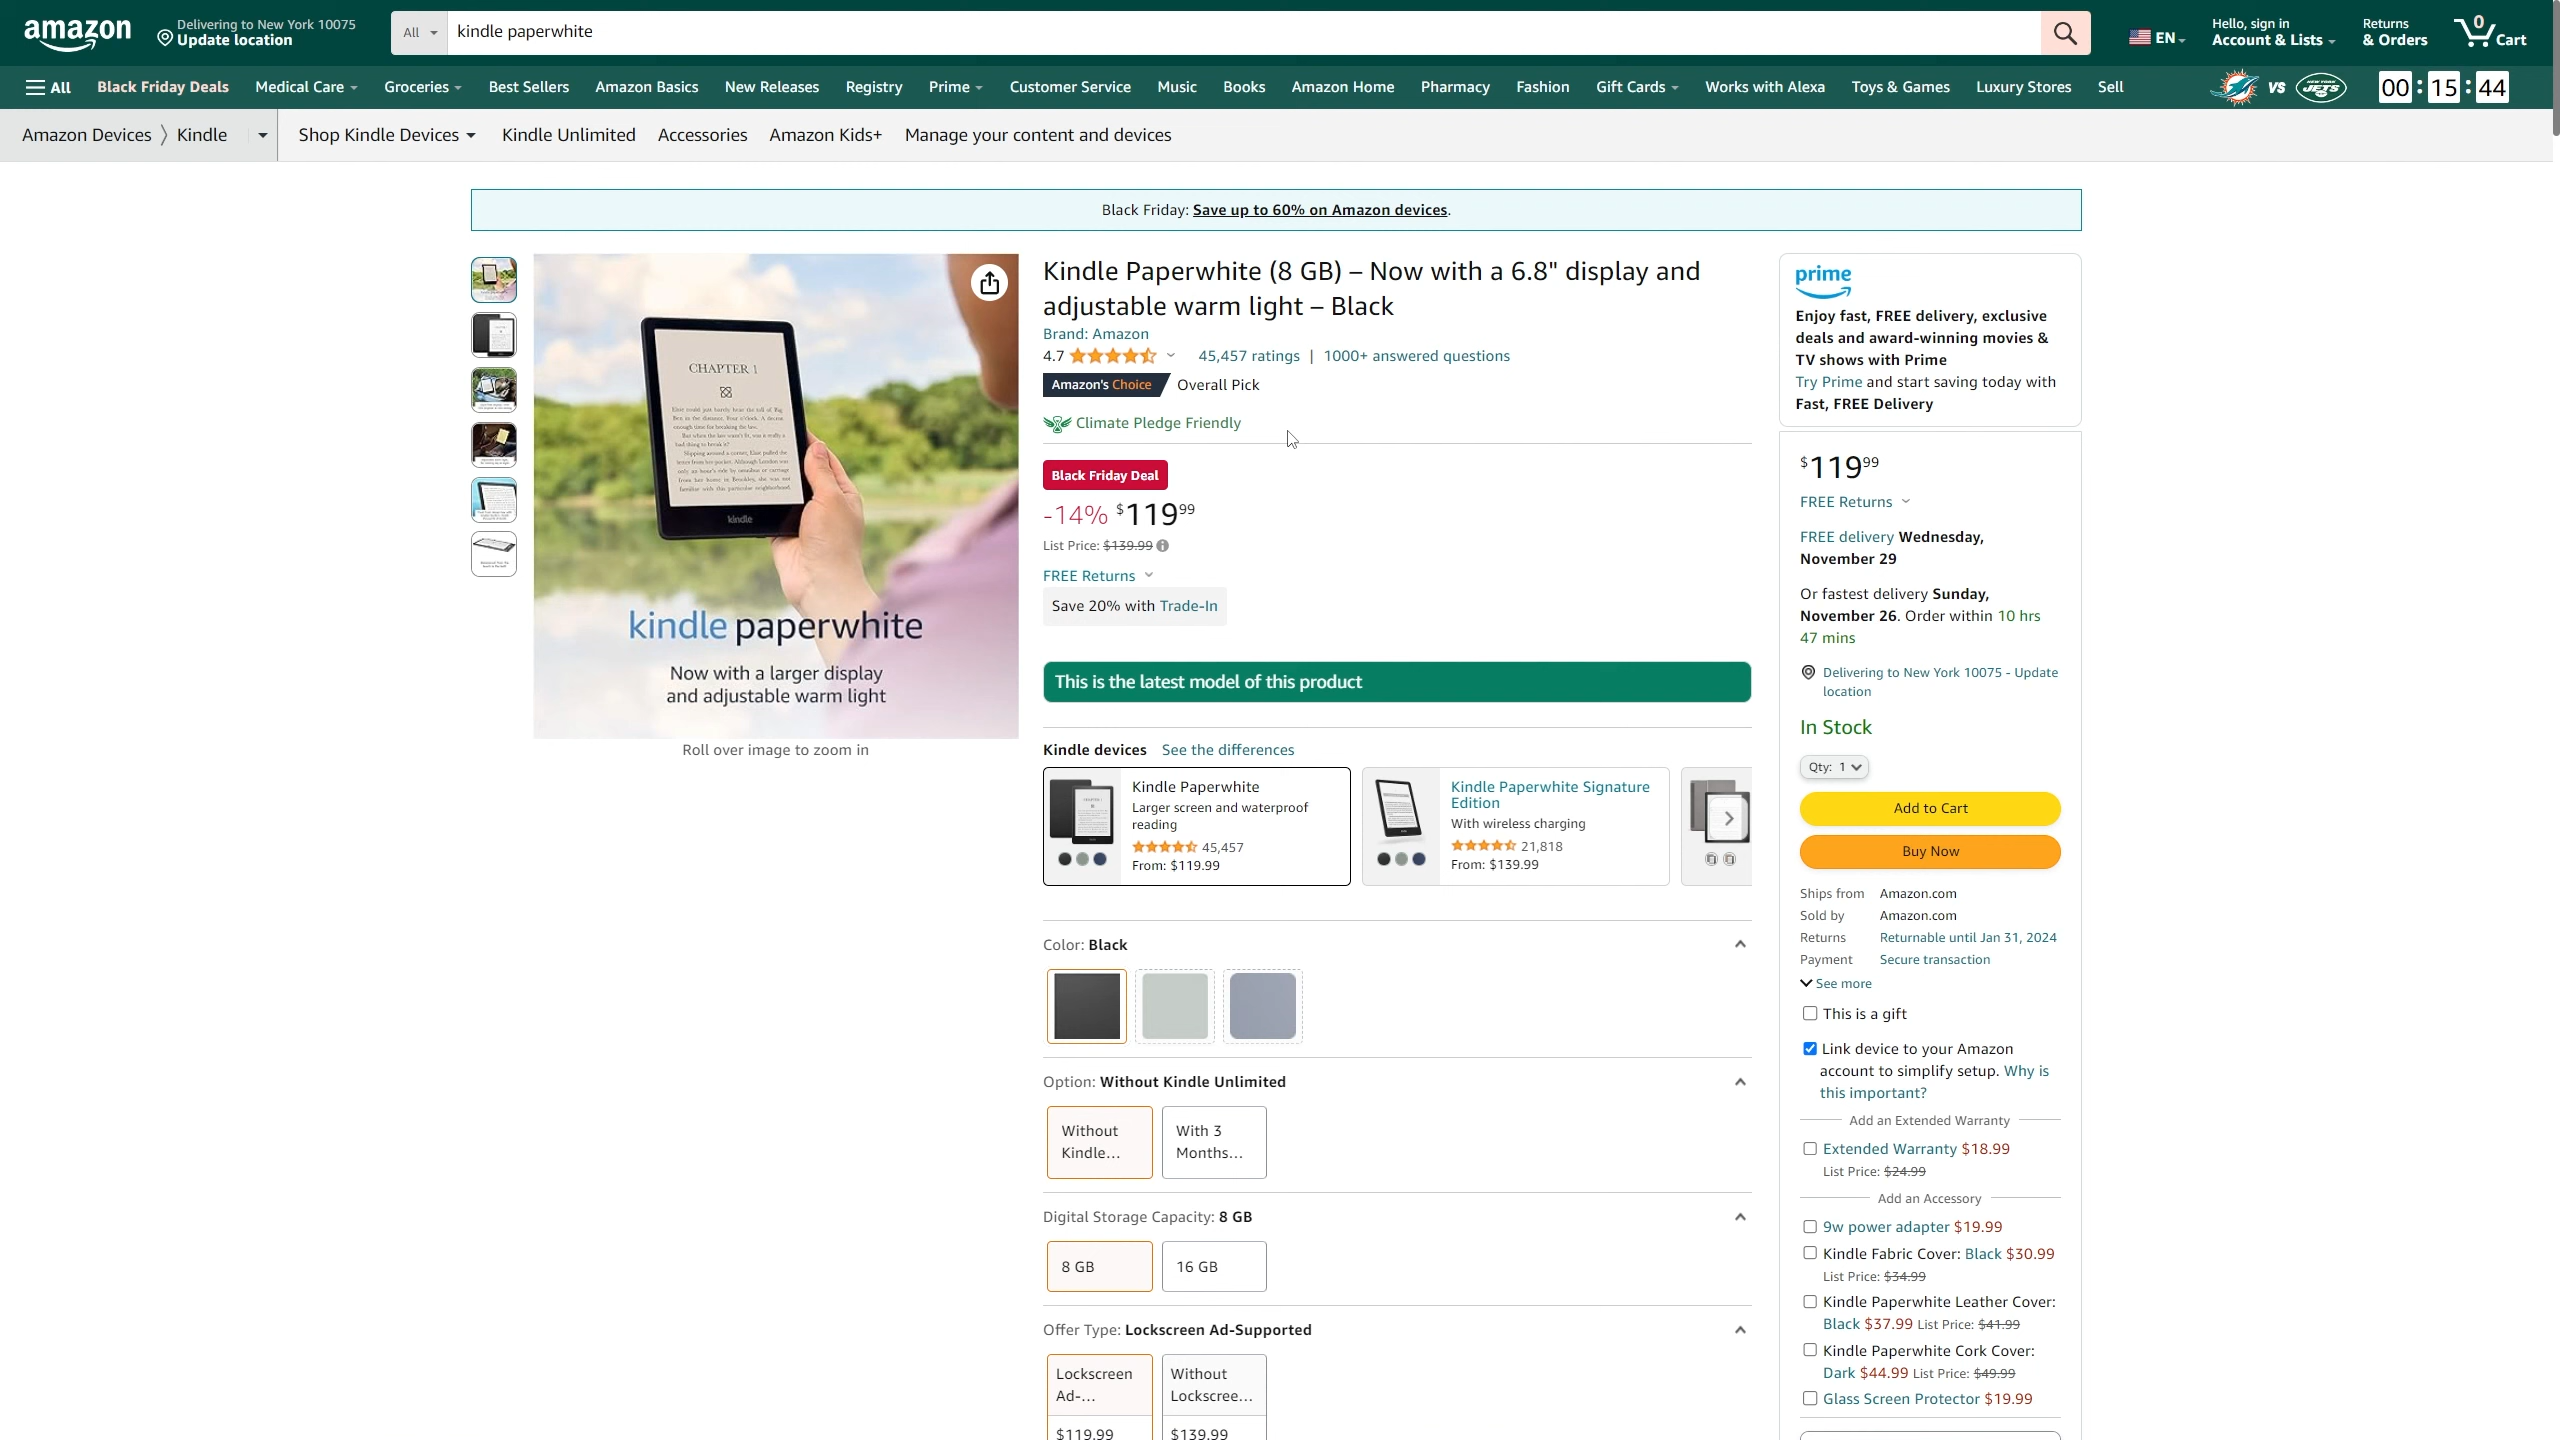 amazon
Delivering to New York 10075
Update location
All
kindle paperwhite
EN
Hello, sign in
Account & Lists
Returns
& Orders
0
Cart
All
Black Friday Deals
Medical Care
Groceries
Best Sellers
Amazon Basics
New Releases
Registry
Prime
Customer Service
Music
Books
Amazon Home
Pharmacy
Fashion
Gift Cards
Works with Alexa
Toys & Games
Luxury Stores
Sell
VS
JETS
00 : 15 : 44
Amazon Devices 〉 Kindle
Shop Kindle Devices
Kindle Unlimited
Accessories
Amazon Kids+
Manage your content and devices
Black Friday: Save up to 60% on Amazon devices.
CHAPTER 1
kindle
kindle paperwhite
Now with a larger display
and adjustable warm light
Roll over image to zoom in
Kindle Paperwhite (8 GB) – Now with a 6.8" display and
adjustable warm light – Black
Brand: Amazon
4.7
45,457 ratings | 1000+ answered questions
Amazon's Choice
Overall Pick
Climate Pledge Friendly
Black Friday Deal
-14% $119 99
List Price: $139.99
FREE Returns
Save 20% with Trade-In
This is the latest model of this product
Kindle devices
See the differences
Kindle Paperwhite
Larger screen and waterproof
reading
45,457
From: $119.99
Kindle Paperwhite Signature
Edition
With wireless charging
21,818
From: $139.99
Color: Black
Option: Without Kindle Unlimited
Without
Kindle...
With 3
Months...
Digital Storage Capacity: 8 GB
8 GB
16 GB
Offer Type: Lockscreen Ad-Supported
Lockscreen
Ad-...
$119.99
Without
Lockscree...
$139.99
prime
Enjoy fast, FREE delivery, exclusive
deals and award-winning movies &
TV shows with Prime
Try Prime and start saving today with
Fast, FREE Delivery
$119 99
FREE Returns
FREE delivery Wednesday,
November 29
Or fastest delivery Sunday,
November 26. Order within 10 hrs
47 mins
Delivering to New York 10075 - Update
location
In Stock
Qty: 1
Add to Cart
Buy Now
Ships from Amazon.com
Sold by Amazon.com
Returns Returnable until Jan 31, 2024
Payment Secure transaction
See more
This is a gift
Link device to your Amazon
account to simplify setup. Why is
this important?
Add an Extended Warranty
Extended Warranty $18.99
List Price: $24.99
Add an Accessory
9w power adapter $19.99
Kindle Fabric Cover: Black $30.99
List Price: $34.99
Kindle Paperwhite Leather Cover:
Black $37.99 List Price: $41.99
Kindle Paperwhite Cork Cover:
Dark $44.99 List Price: $49.99
Glass Screen Protector $19.99